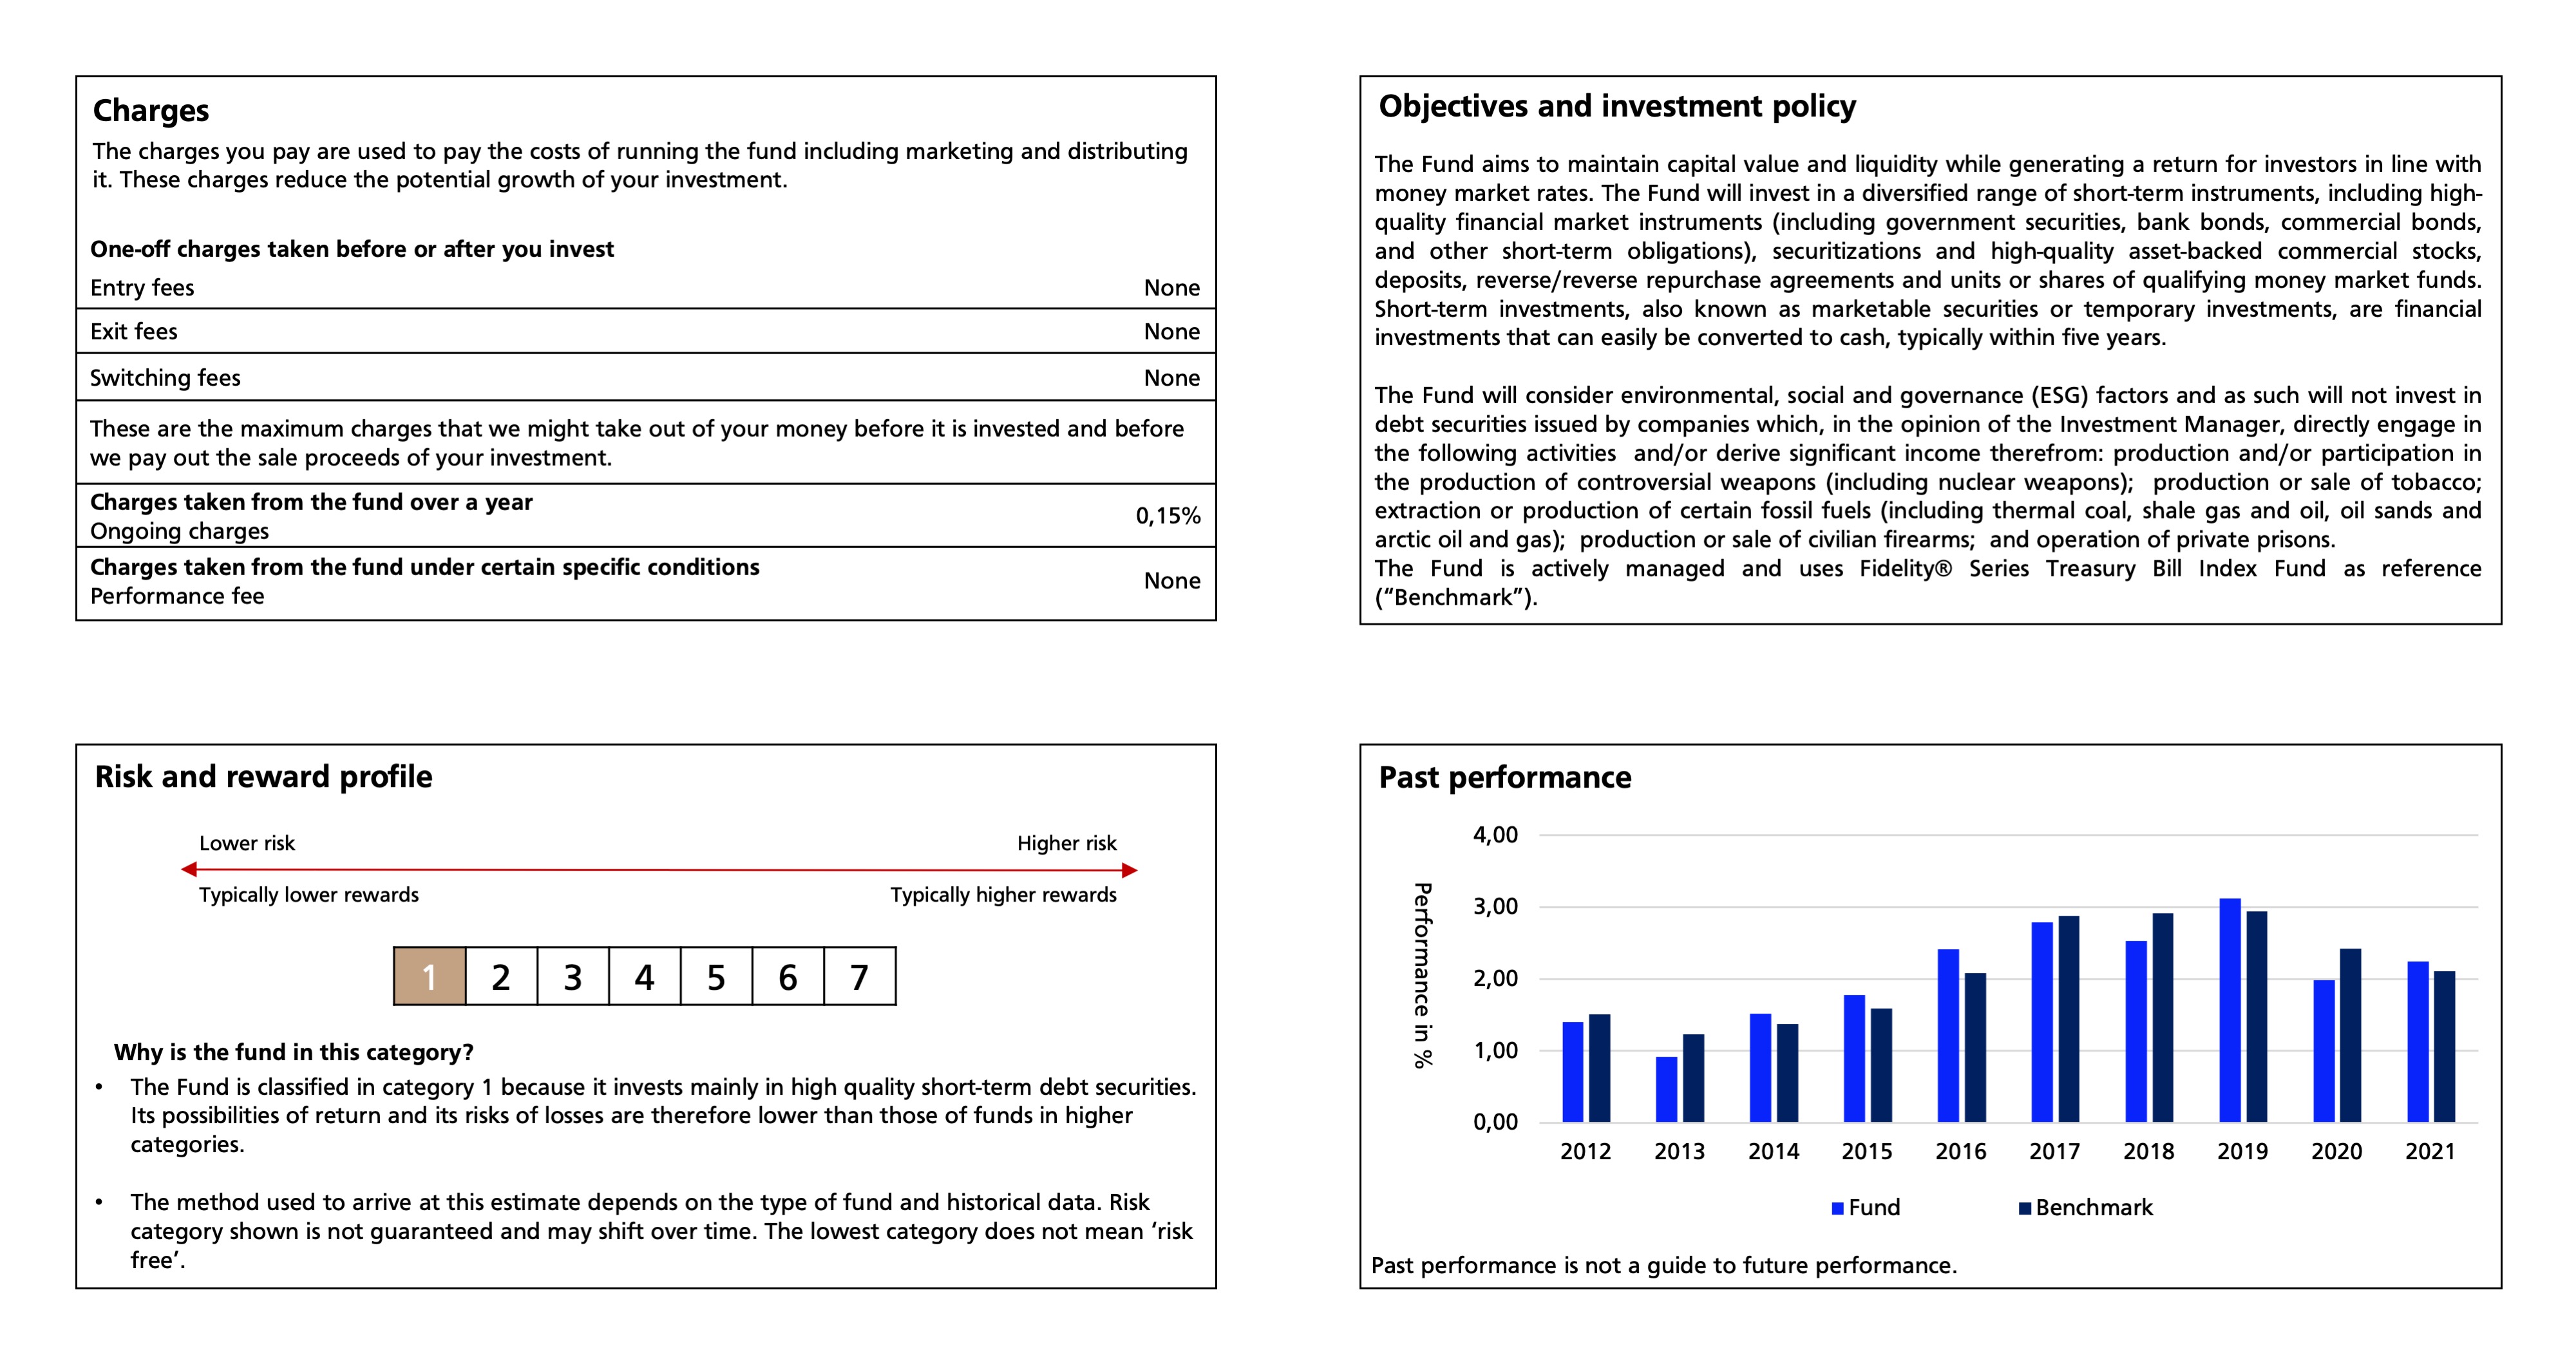 Charges
The charges you pay are used to pay the costs of running the fund including marketing and distributing
it. These charges reduce the potential growth of your investment.
One-off charges taken before or after you invest
Entry fees None
Exit fees None
Switching fees None
These are the maximum charges that we might take out of your money before it is invested and before
we pay out the sale proceeds of your investment.
Charges taken from the fund over a year
Ongoing charges 0,15%
Charges taken from the fund under certain specific conditions
Performance fee None
Objectives and investment policy
The Fund aims to maintain capital value and liquidity while generating a return for investors in line with
money market rates. The Fund will invest in a diversified range of short-term instruments, including high-
quality financial market instruments (including government securities, bank bonds, commercial bonds,
and other short-term obligations), securitizations and high-quality asset-backed commercial stocks,
deposits, reverse/reverse repurchase agreements and units or shares of qualifying money market funds.
Short-term investments, also known as marketable securities or temporary investments, are financial
investments that can easily be converted to cash, typically within five years.
The Fund will consider environmental, social and governance (ESG) factors and as such will not invest in
debt securities issued by companies which, in the opinion of the Investment Manager, directly engage in
the following activities and/or derive significant income therefrom: production and/or participation in
the production of controversial weapons (including nuclear weapons); production or sale of tobacco;
extraction or production of certain fossil fuels (including thermal coal, shale gas and oil, oil sands and
arctic oil and gas); production or sale of civilian firearms; and operation of private prisons.
The Fund is actively managed and uses Fidelity® Series Treasury Bill Index Fund as reference
(“Benchmark”).
Risk and reward profile
Lower risk Higher risk
Typically lower rewards Typically higher rewards
1 2 3 4 5 6 7
Why is the fund in this category?
• The Fund is classified in category 1 because it invests mainly in high quality short-term debt securities.
Its possibilities of return and its risks of losses are therefore lower than those of funds in higher
categories.
• The method used to arrive at this estimate depends on the type of fund and historical data. Risk
category shown is not guaranteed and may shift over time. The lowest category does not mean ‘risk
free’.
Past performance
Performance in %
4,00
3,00
2,00
1,00
0,00
2012 2013 2014 2015 2016 2017 2018 2019 2020 2021
Fund Benchmark
Past performance is not a guide to future performance.